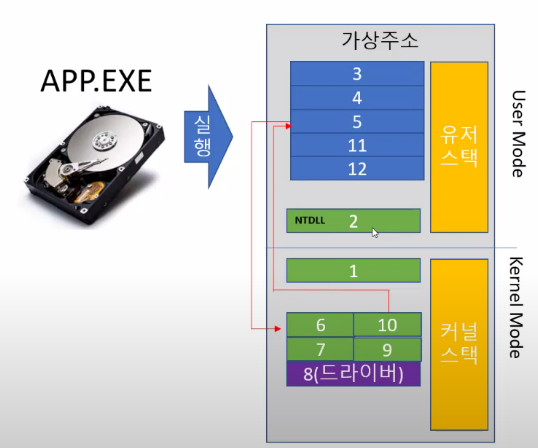 가상주소
APP.EXE
실행
3
4
5
11
12
유저
스택
User Mode
NTDLL 2
1
Kernel Mode
6 10
7 9
8(드라이버)
커널
스택